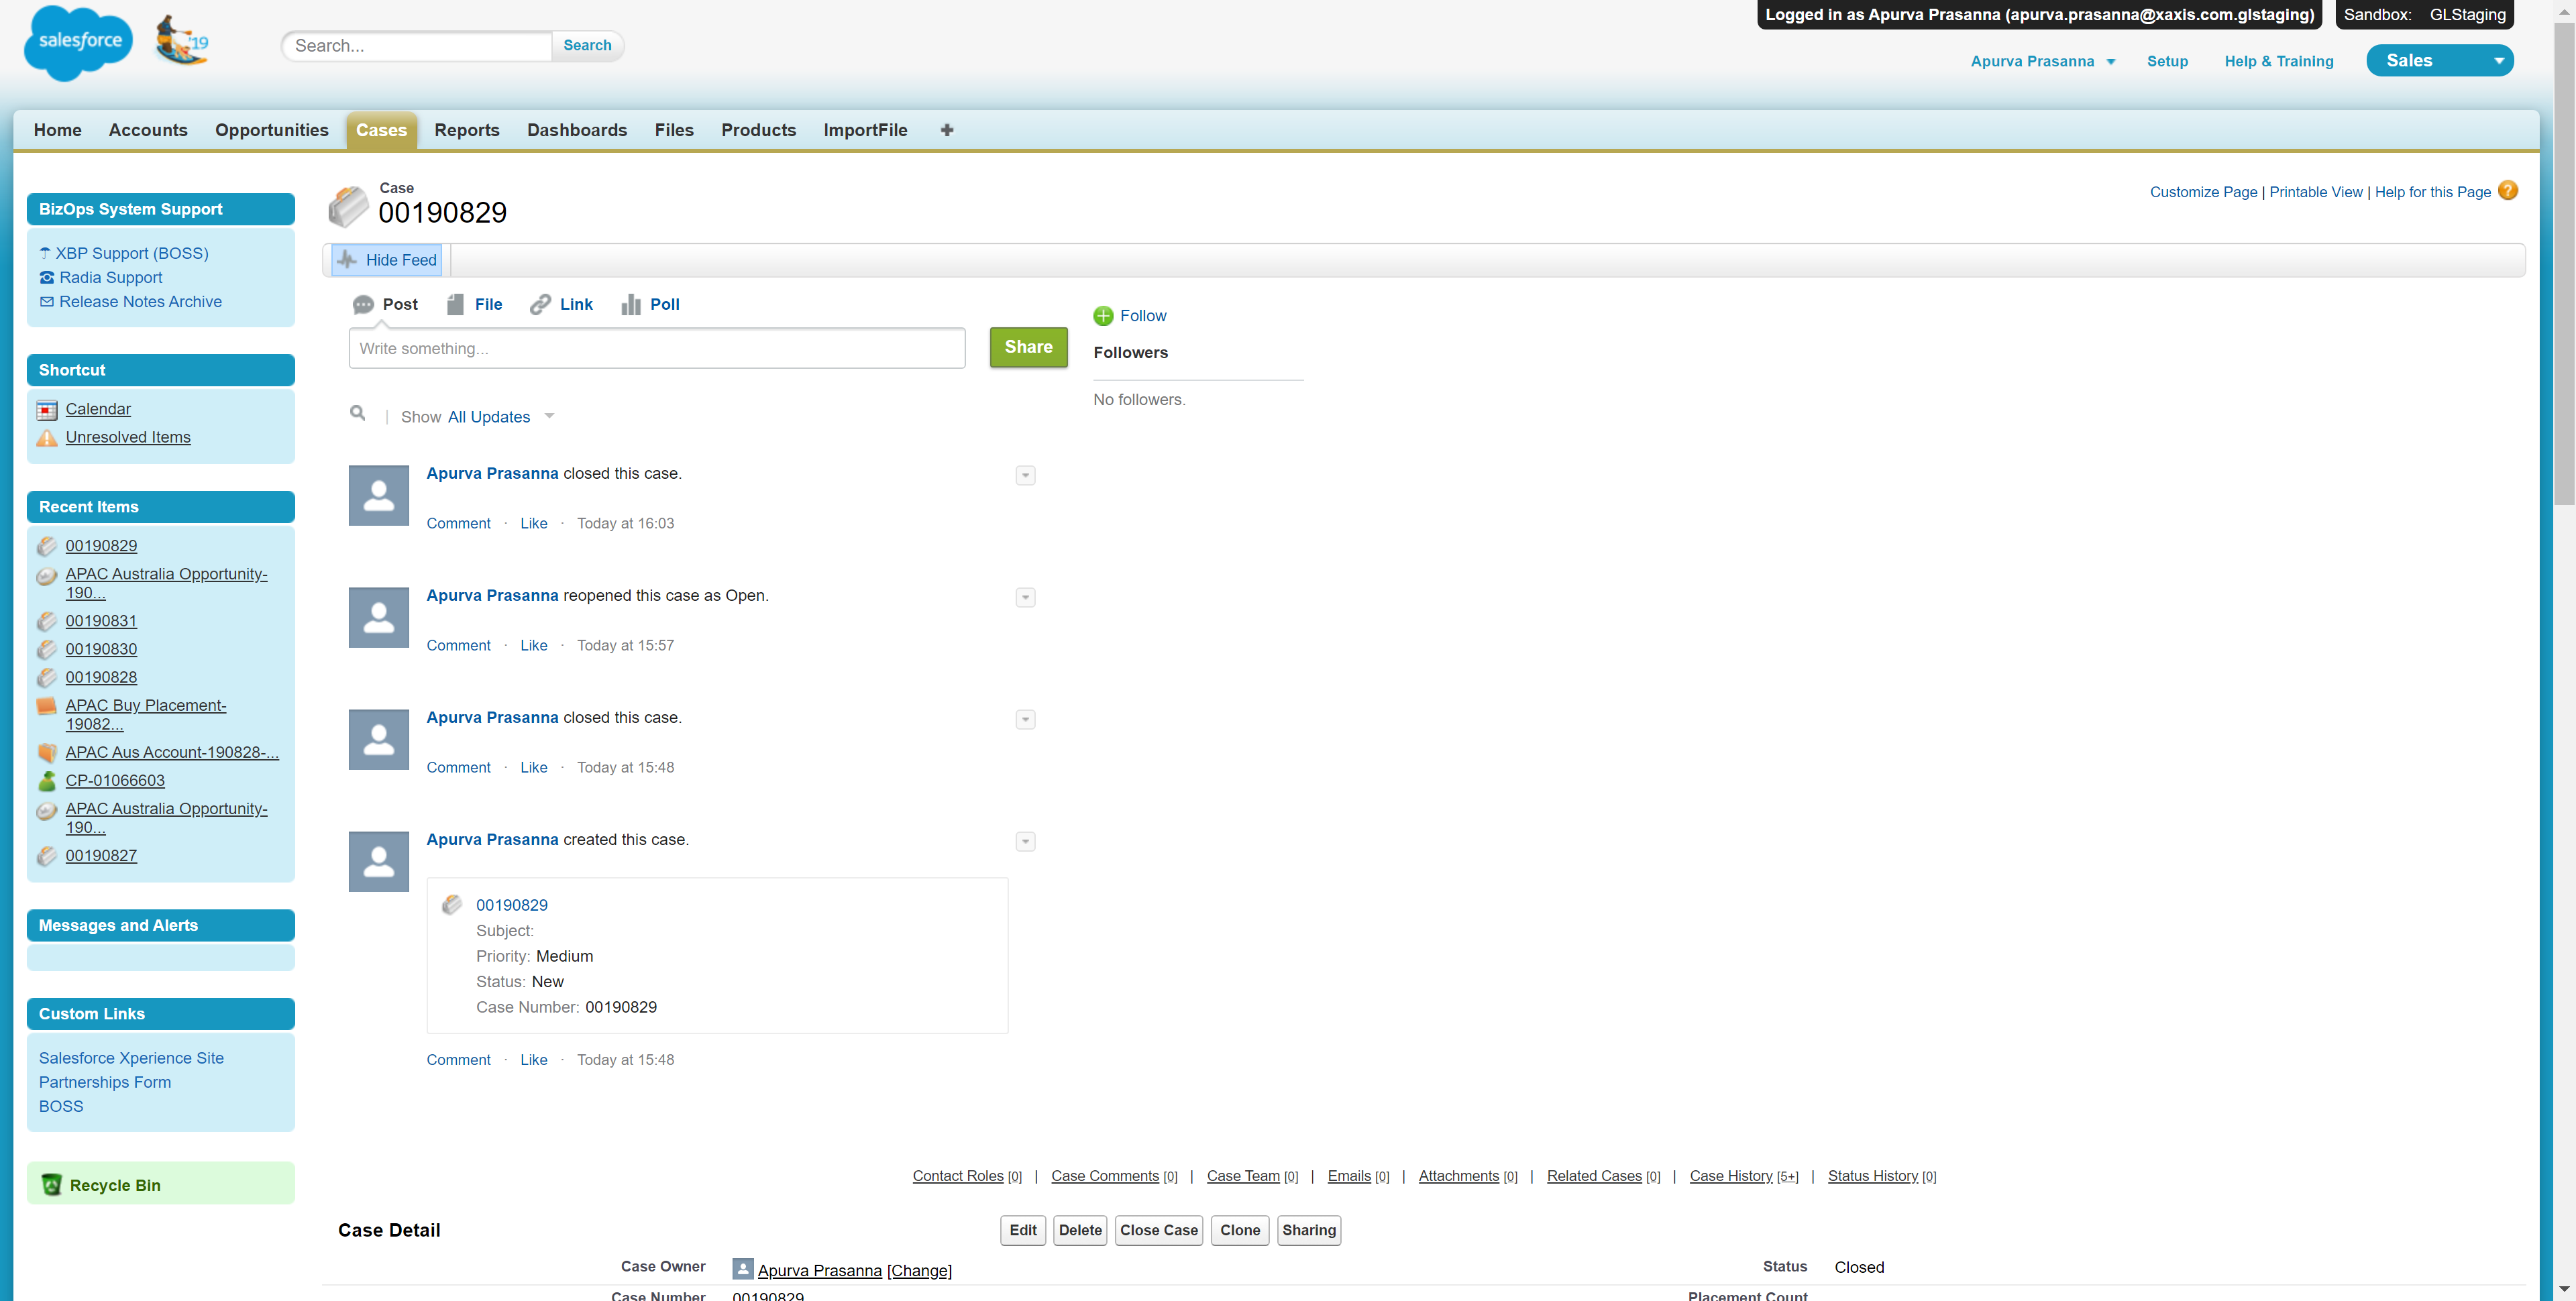 Logged in as Apurva Prasanna (apurva.prasanna@xaxis.com.glstaging)
Sandbox: GLStaging
salesforce
'19
Search...
Search
Apurva Prasanna
Setup
Help & Training
Sales
Home
Accounts
Opportunities
Cases
Reports
Dashboards
Files
Products
ImportFile
BizOps System Support
XBP Support (BOSS)
Radia Support
Release Notes Archive
Shortcut
Calendar
Unresolved Items
Recent Items
00190829
APAC Australia Opportunity-
190...
00190831
00190830
00190828
APAC Buy Placement-
19082...
APAC Aus Account-190828-...
CP-01066603
APAC Australia Opportunity-
190...
00190827
Messages and Alerts
Custom Links
Salesforce Xperience Site
Partnerships Form
BOSS
Recycle Bin
Case
00190829
Customize Page | Printable View | Help for this Page
Hide Feed
Post
File
Link
Poll
Write something...
Share
Follow
Followers
No followers.
Show All Updates
Apurva Prasanna closed this case.
Comment · Like · Today at 16:03
Apurva Prasanna reopened this case as Open.
Comment · Like · Today at 15:57
Apurva Prasanna closed this case.
Comment · Like · Today at 15:48
Apurva Prasanna created this case.
00190829
Subject:
Priority: Medium
Status: New
Case Number: 00190829
Comment · Like · Today at 15:48
Contact Roles [0] | Case Comments [0] | Case Team [0] | Emails [0] | Attachments [0] | Related Cases [0] | Case History [5+] | Status History [0]
Case Detail
Edit
Delete
Close Case
Clone
Sharing
Case Owner Apurva Prasanna [Change]
Status Closed
Case Number 00190829
Placement Count